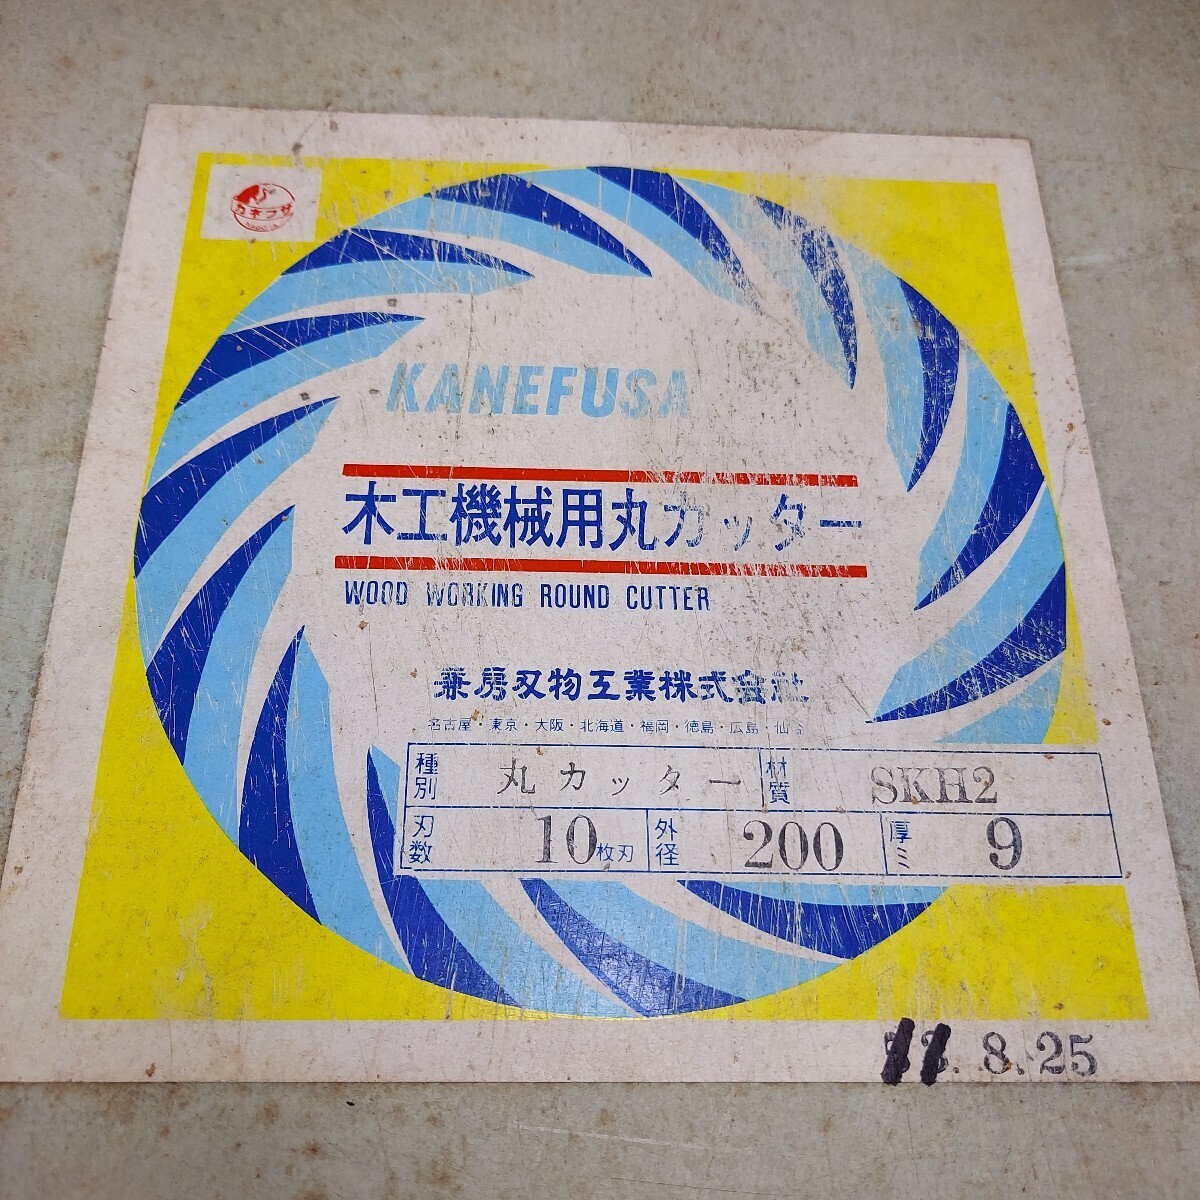 カネフサ
NAGOYA
KANEFUSA
木工機械用丸カッター
WOOD WORKING ROUND CUTTER
兼房刃物工業株式会社
名古屋・東京・大阪・北海道・福岡・徳島・広島・仙台
種別 丸カッター 材質 SKH2
刃数 10枚刃 外径 200 厚ミ 9
8.25